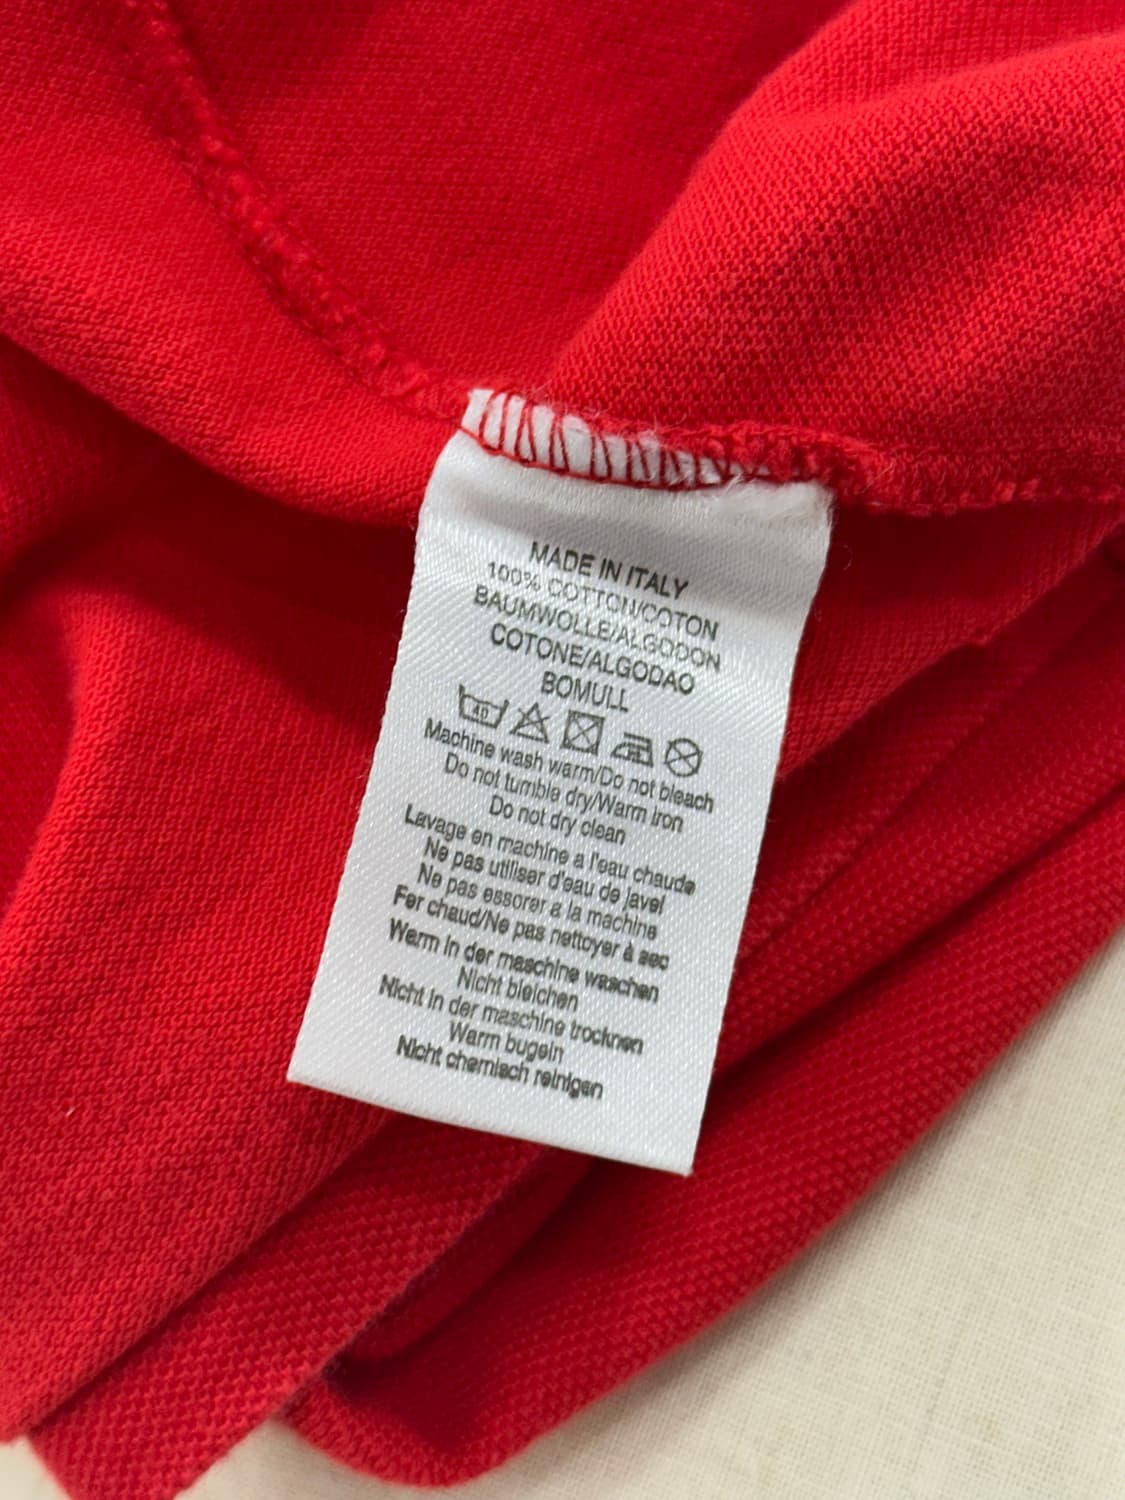 MADE IN ITALY
100% COTTON/COTON
BAUMWOLLE/ALGODON
COTONE/ALGODAO
BOMULL
40
Machine wash warm/Do not bleach
Do not tumble dry/Warm iron
Do not dry clean
Lavage en machine a l'eau chaude
Ne pas utiliser d'eau de javel
Ne pas essorer a la machine
Fer chaud/Ne pas nettoyer à sec
Warm in der maschine waschen
Nicht bleichen
Nicht in der maschine trocknen
Warm bugeln
Nicht chemisch reinigen